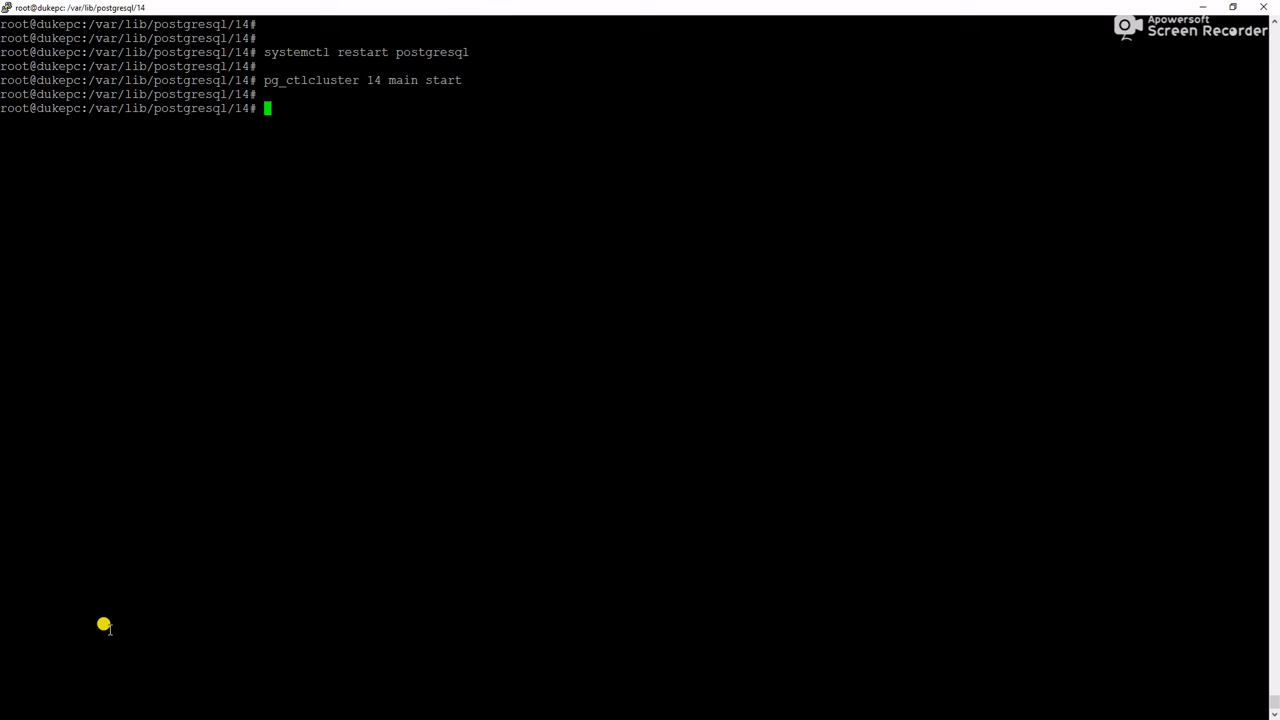 root@dukepc: /var/lib/postgresql/14
root@dukepc:/var/lib/postgresql/14#
root@dukepc:/var/lib/postgresql/14#
root@dukepc:/var/lib/postgresql/14# systemctl restart postgresql
root@dukepc:/var/lib/postgresql/14#
root@dukepc:/var/lib/postgresql/14# pg_ctlcluster 14 main start
root@dukepc:/var/lib/postgresql/14#
root@dukepc:/var/lib/postgresql/14#
Apowersoft
Screen Recorder